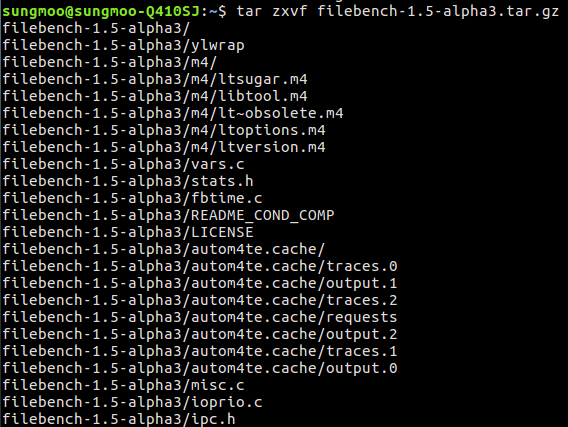 sungmoo@sungmoo-Q410SJ:~$ tar zxvf filebench-1.5-alpha3.tar.gz
filebench-1.5-alpha3/
filebench-1.5-alpha3/ylwrap
filebench-1.5-alpha3/m4/
filebench-1.5-alpha3/m4/ltsugar.m4
filebench-1.5-alpha3/m4/libtool.m4
filebench-1.5-alpha3/m4/lt~obsolete.m4
filebench-1.5-alpha3/m4/ltoptions.m4
filebench-1.5-alpha3/m4/ltversion.m4
filebench-1.5-alpha3/vars.c
filebench-1.5-alpha3/stats.h
filebench-1.5-alpha3/fbtime.c
filebench-1.5-alpha3/README_COND_COMP
filebench-1.5-alpha3/LICENSE
filebench-1.5-alpha3/autom4te.cache/
filebench-1.5-alpha3/autom4te.cache/traces.0
filebench-1.5-alpha3/autom4te.cache/output.1
filebench-1.5-alpha3/autom4te.cache/traces.2
filebench-1.5-alpha3/autom4te.cache/requests
filebench-1.5-alpha3/autom4te.cache/output.2
filebench-1.5-alpha3/autom4te.cache/traces.1
filebench-1.5-alpha3/autom4te.cache/output.0
filebench-1.5-alpha3/misc.c
filebench-1.5-alpha3/ioprio.c
filebench-1.5-alpha3/ipc.h